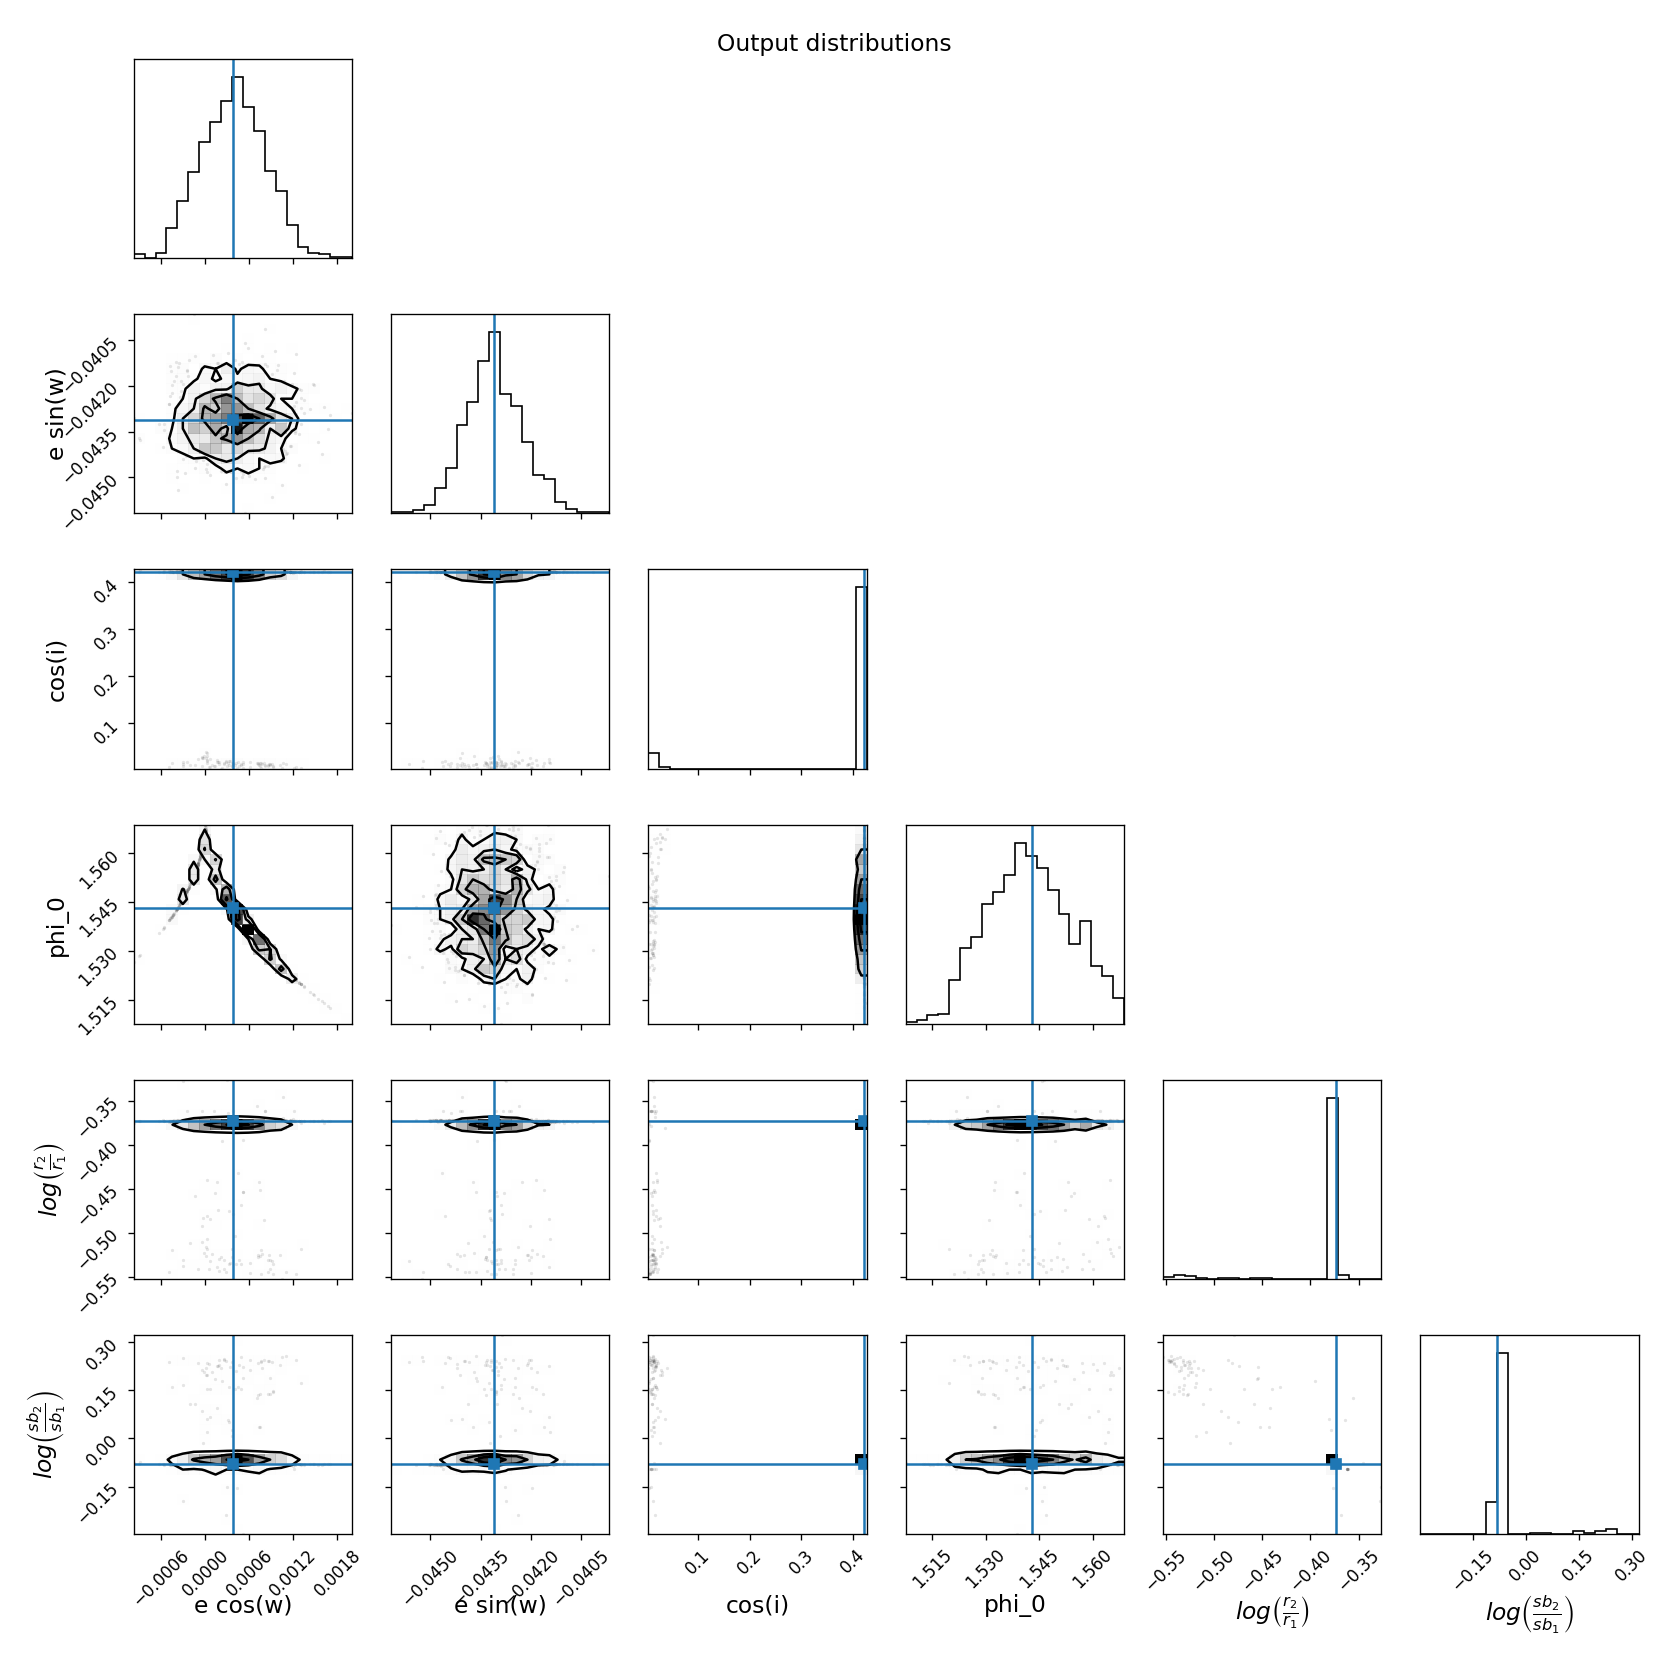 Output distributions
e sin(w)
−0.0405
−0.0420
−0.0435
−0.0450
cos(i)
0.4
0.3
0.2
0.1
phi_0
1.560
1.545
1.530
1.515
log(r₂/r₁)
−0.35
−0.40
−0.45
−0.50
−0.55
log(sb₂/sb₁)
0.30
0.15
0.00
−0.15
−0.0006 0.0000 0.0006 0.0012 0.0018
−0.0450 −0.0435 −0.0420 −0.0405
0.1 0.2 0.3 0.4
1.515 1.530 1.545 1.560
−0.55 −0.50 −0.45 −0.40 −0.35
−0.15 0.00 0.15 0.30
e cos(w) e sin(w) cos(i) phi_0 log(r₂/r₁) log(sb₂/sb₁)